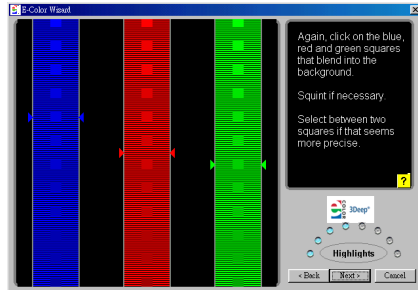 E-Color Wizard
Again, click on the blue,
red and green squares
that blend into the
background.
Squint if necessary.
Select between two
squares if that seems
more precise.
?
3Deep
Highlights
< Back
Next >
Cancel